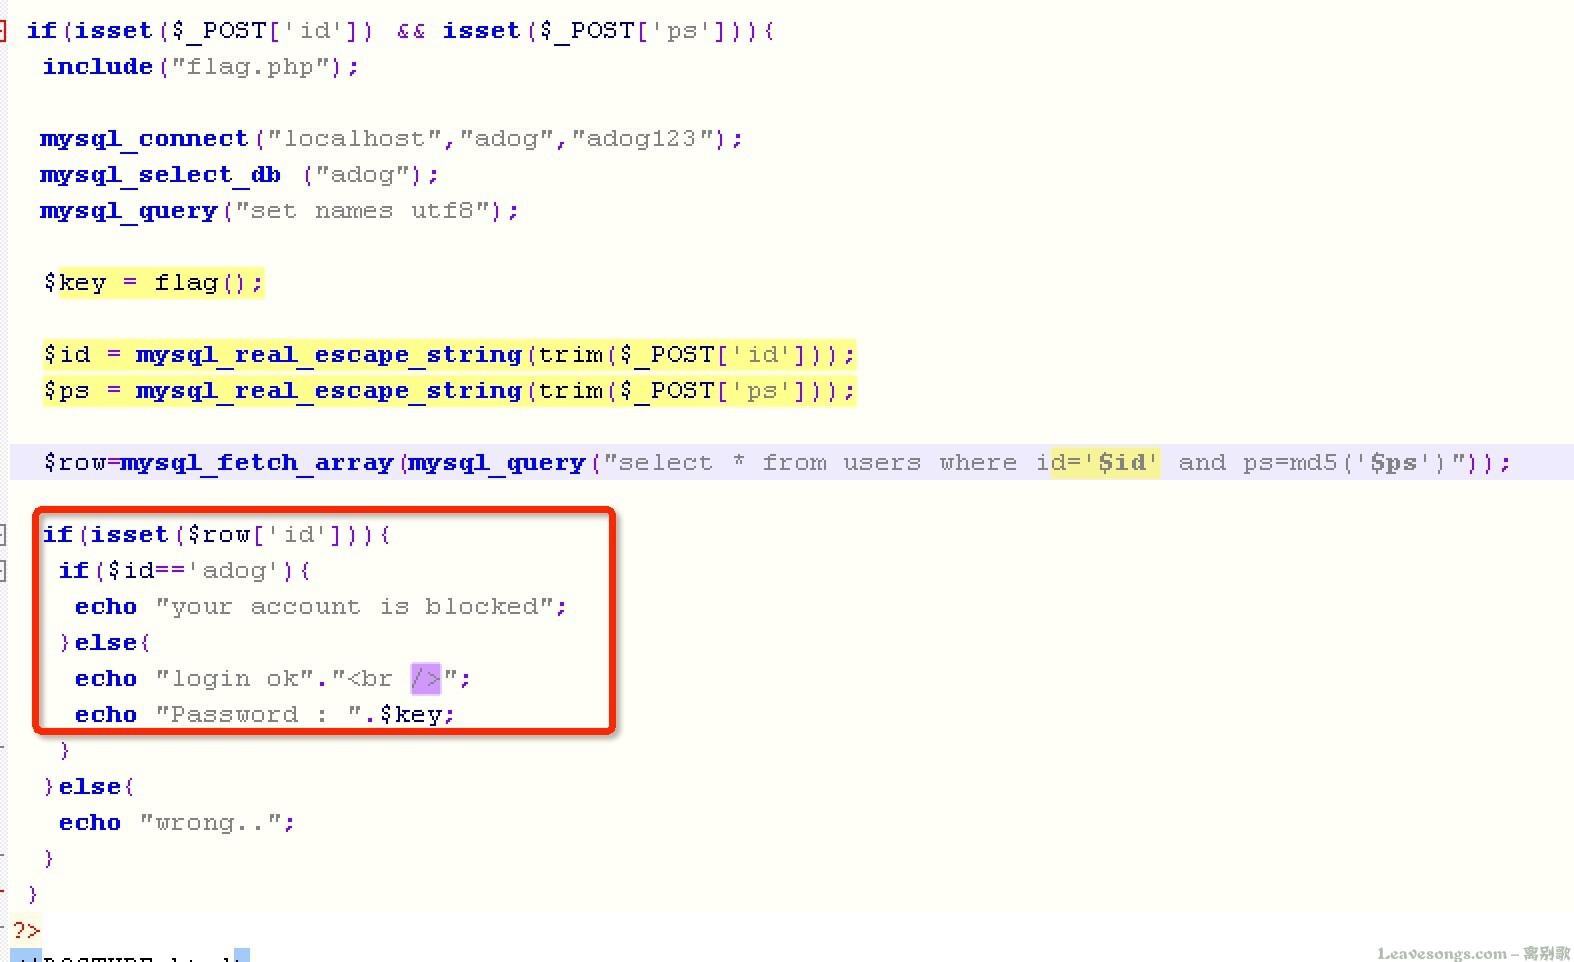 if(isset($_POST['id']) && isset($_POST['ps'])){
include("flag.php");
mysql_connect("localhost","adog","adog123");
mysql_select_db ("adog");
mysql_query("set names utf8");
$key = flag();
$id = mysql_real_escape_string(trim($_POST['id']));
$ps = mysql_real_escape_string(trim($_POST['ps']));
$row=mysql_fetch_array(mysql_query("select * from users where id='$id' and ps=md5('$ps')"));
if(isset($row['id'])){
if($id=='adog'){
echo "your account is blocked";
}else{
echo "login ok"."<br />";
echo "Password : ".$key;
}
}else{
echo "wrong..";
}
}
?>
Leavesongs.com – 离别歌